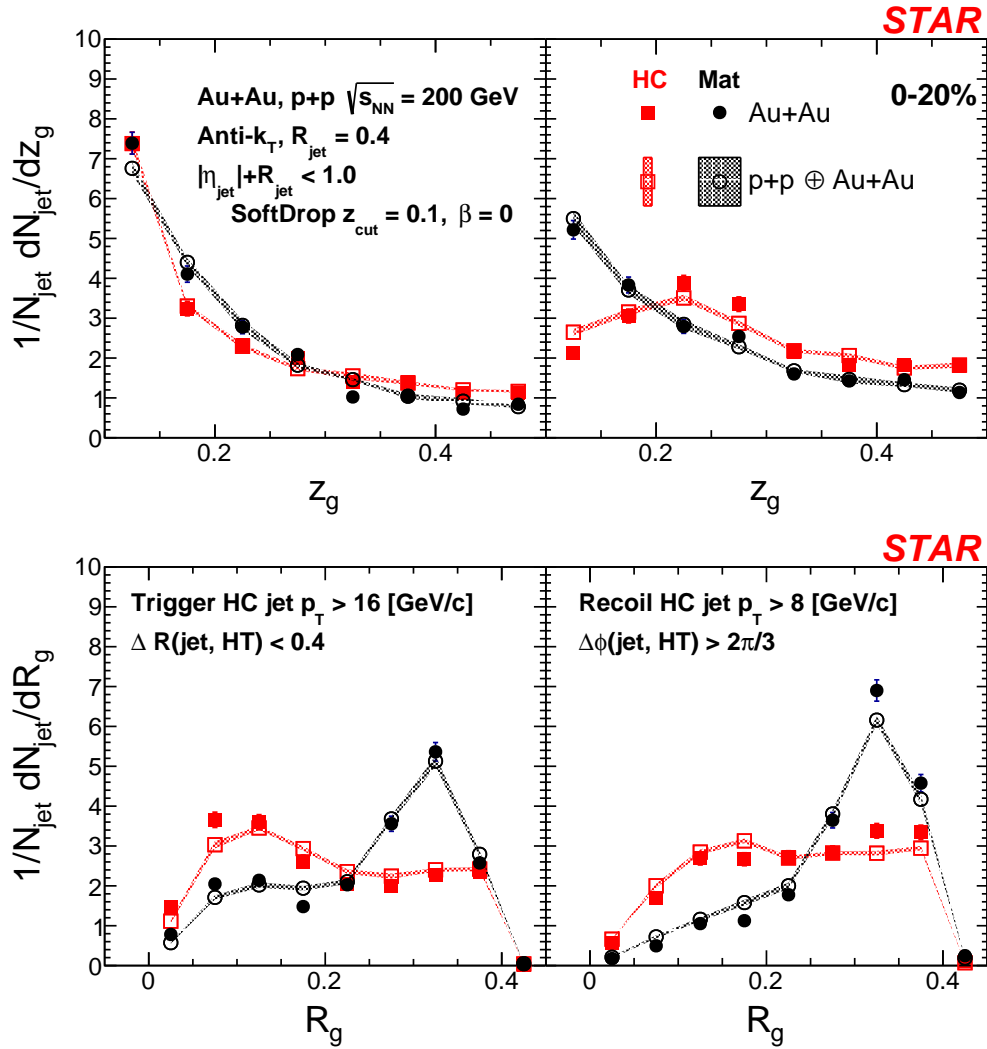 STAR
10
9
8
7
6
5
4
3
2
1
0
1/N_jet dN_jet/dz_g
Au+Au, p+p √s_NN = 200 GeV
Anti-k_T, R_jet = 0.4
|η_jet|+R_jet < 1.0
SoftDrop z_cut = 0.1, β = 0
HC Mat 0-20%
Au+Au
p+p ⊕ Au+Au
0.2 0.4 0.2 0.4
z_g z_g
STAR
10
9
8
7
6
5
4
3
2
1
0
1/N_jet dN_jet/dR_g
Trigger HC jet p_T > 16 [GeV/c]
Δ R(jet, HT) < 0.4
Recoil HC jet p_T > 8 [GeV/c]
Δϕ(jet, HT) > 2π/3
0 0.2 0.4 0 0.2 0.4
R_g R_g